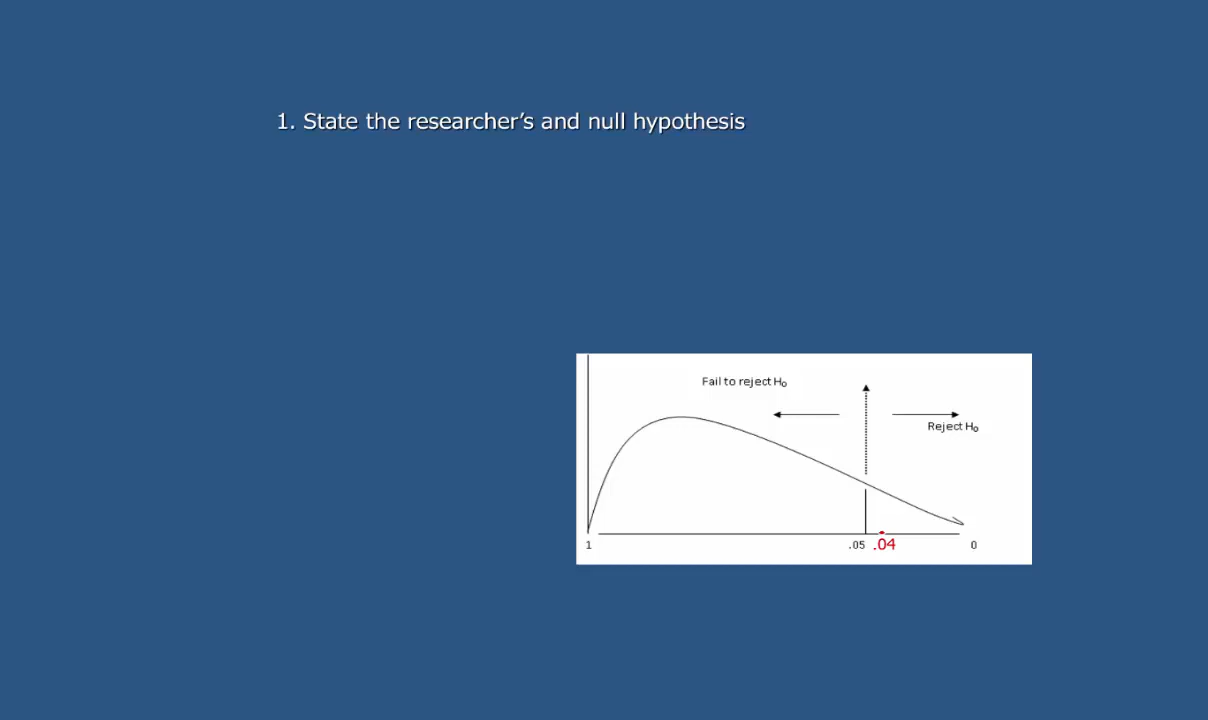 1. State the researcher’s and null hypothesis
Fail to reject H₀
Reject H₀
1
.05
.04
0